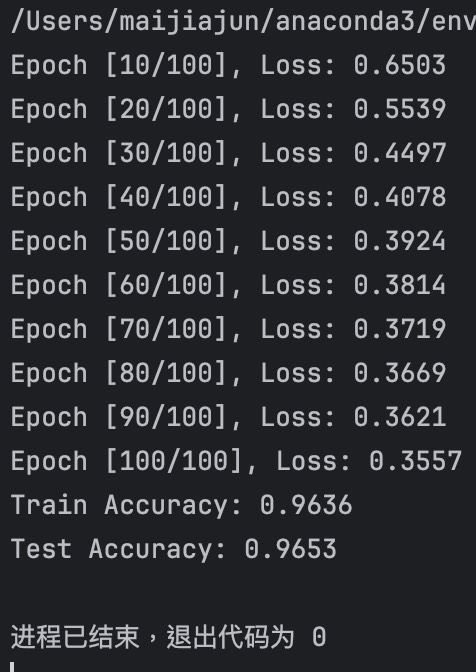 /Users/maijiajun/anaconda3/env
Epoch [10/100], Loss: 0.6503
Epoch [20/100], Loss: 0.5539
Epoch [30/100], Loss: 0.4497
Epoch [40/100], Loss: 0.4078
Epoch [50/100], Loss: 0.3924
Epoch [60/100], Loss: 0.3814
Epoch [70/100], Loss: 0.3719
Epoch [80/100], Loss: 0.3669
Epoch [90/100], Loss: 0.3621
Epoch [100/100], Loss: 0.3557
Train Accuracy: 0.9636
Test Accuracy: 0.9653
进程已结束，退出代码为 0